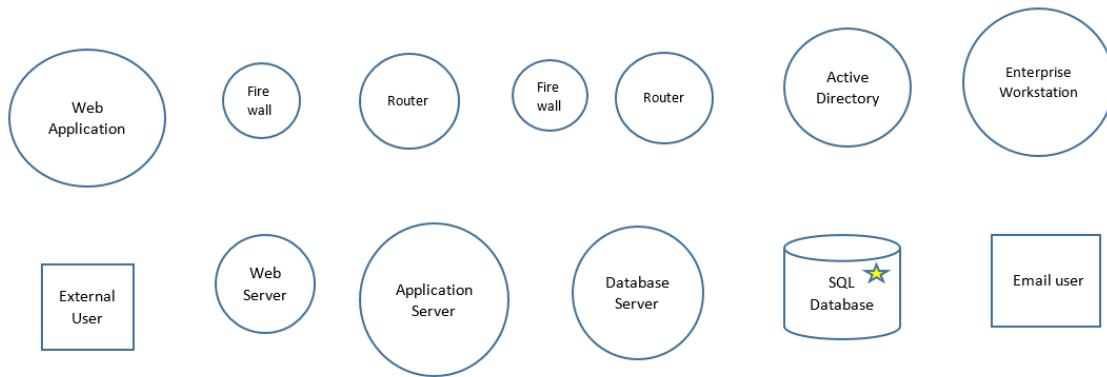 Web
Application
Fire
wall
Router
Fire
wall
Router
Active
Directory
Enterprise
Workstation
External
User
Web
Server
Application
Server
Database
Server
SQL
Database
Email user